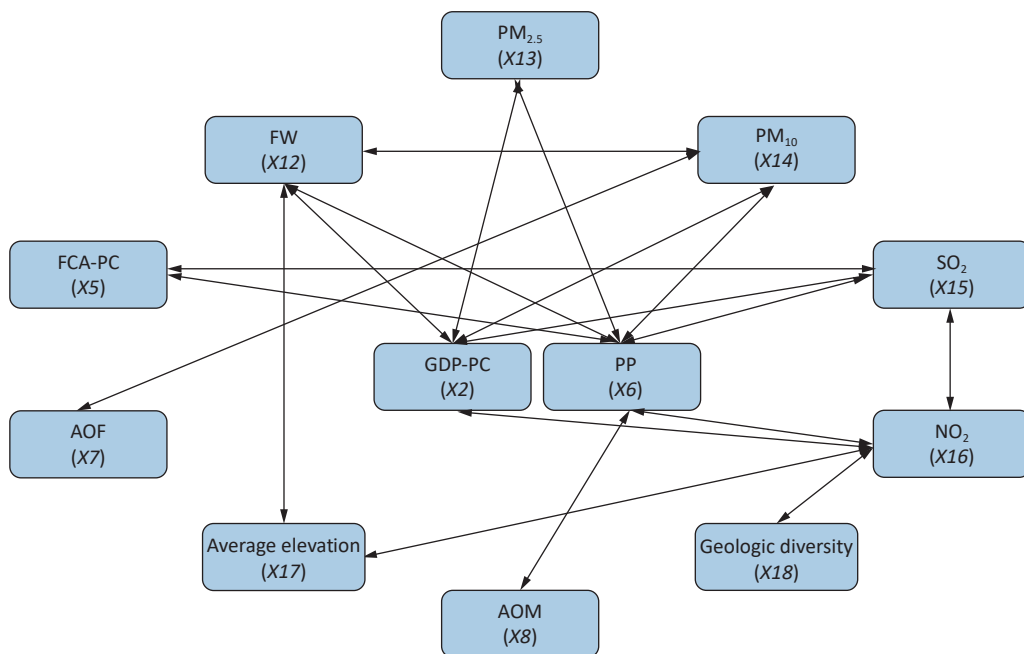 PM₂.₅
(X13)
FW
(X12)
PM₁₀
(X14)
FCA-PC
(X5)
SO₂
(X15)
GDP-PC
(X2)
PP
(X6)
AOF
(X7)
NO₂
(X16)
Average elevation
(X17)
Geologic diversity
(X18)
AOM
(X8)